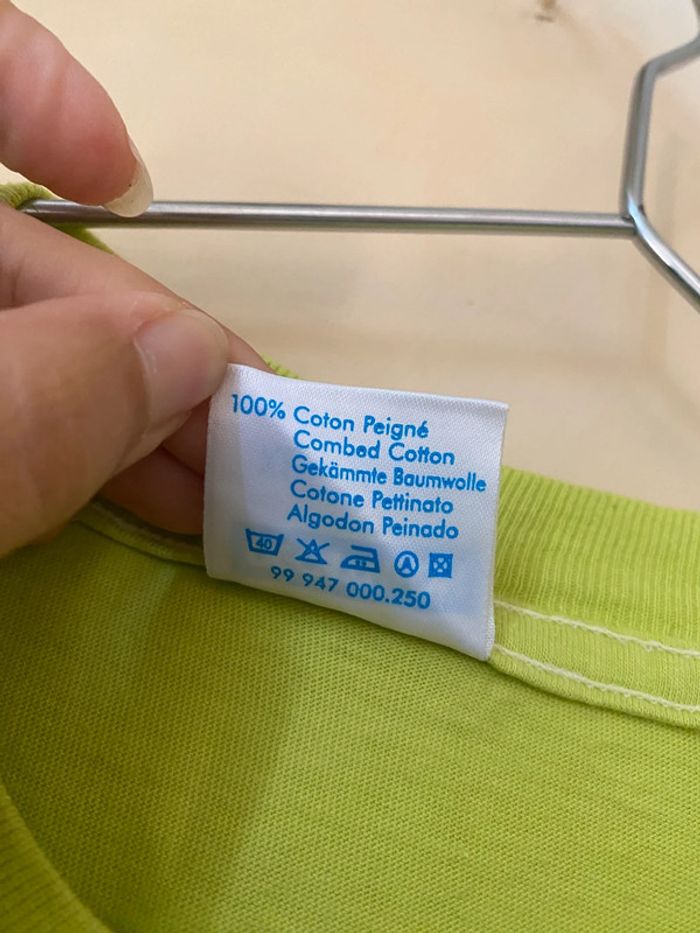 100% Coton Peigné
Combed Cotton
Gekämmte Baumwolle
Cotone Pettinato
Algodon Peinado
40 A
99 947 000.250